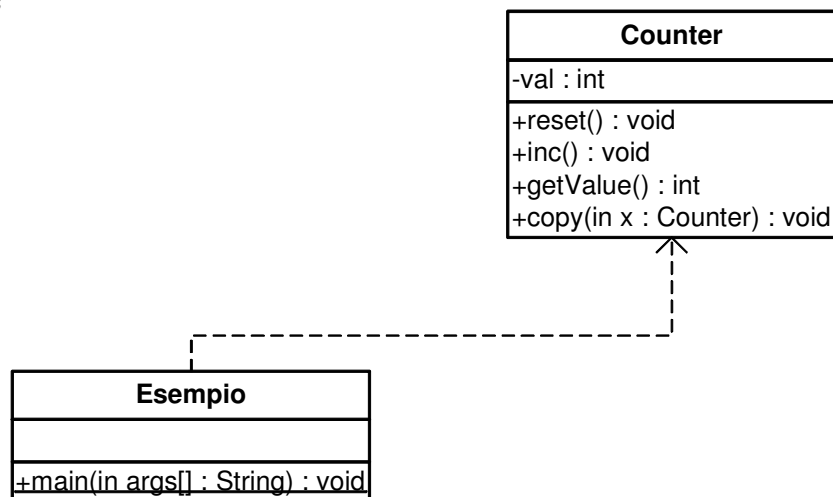 Counter
-val : int
+reset() : void
+inc() : void
+getValue() : int
+copy(in x : Counter) : void
Esempio
+main(in args[] : String) : void